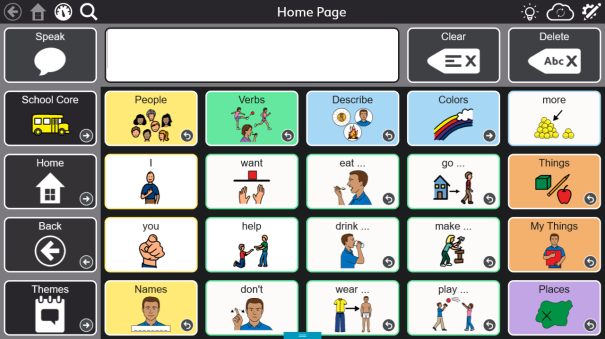 Home Page
Speak
Clear
Delete
Abc X
School Core
People
Verbs
Describe
Colors
more
Home
I
want
eat ...
go ...
Things
Back
you
help
drink ...
make ...
My Things
Themes
Names
don't
wear ...
play ...
Places